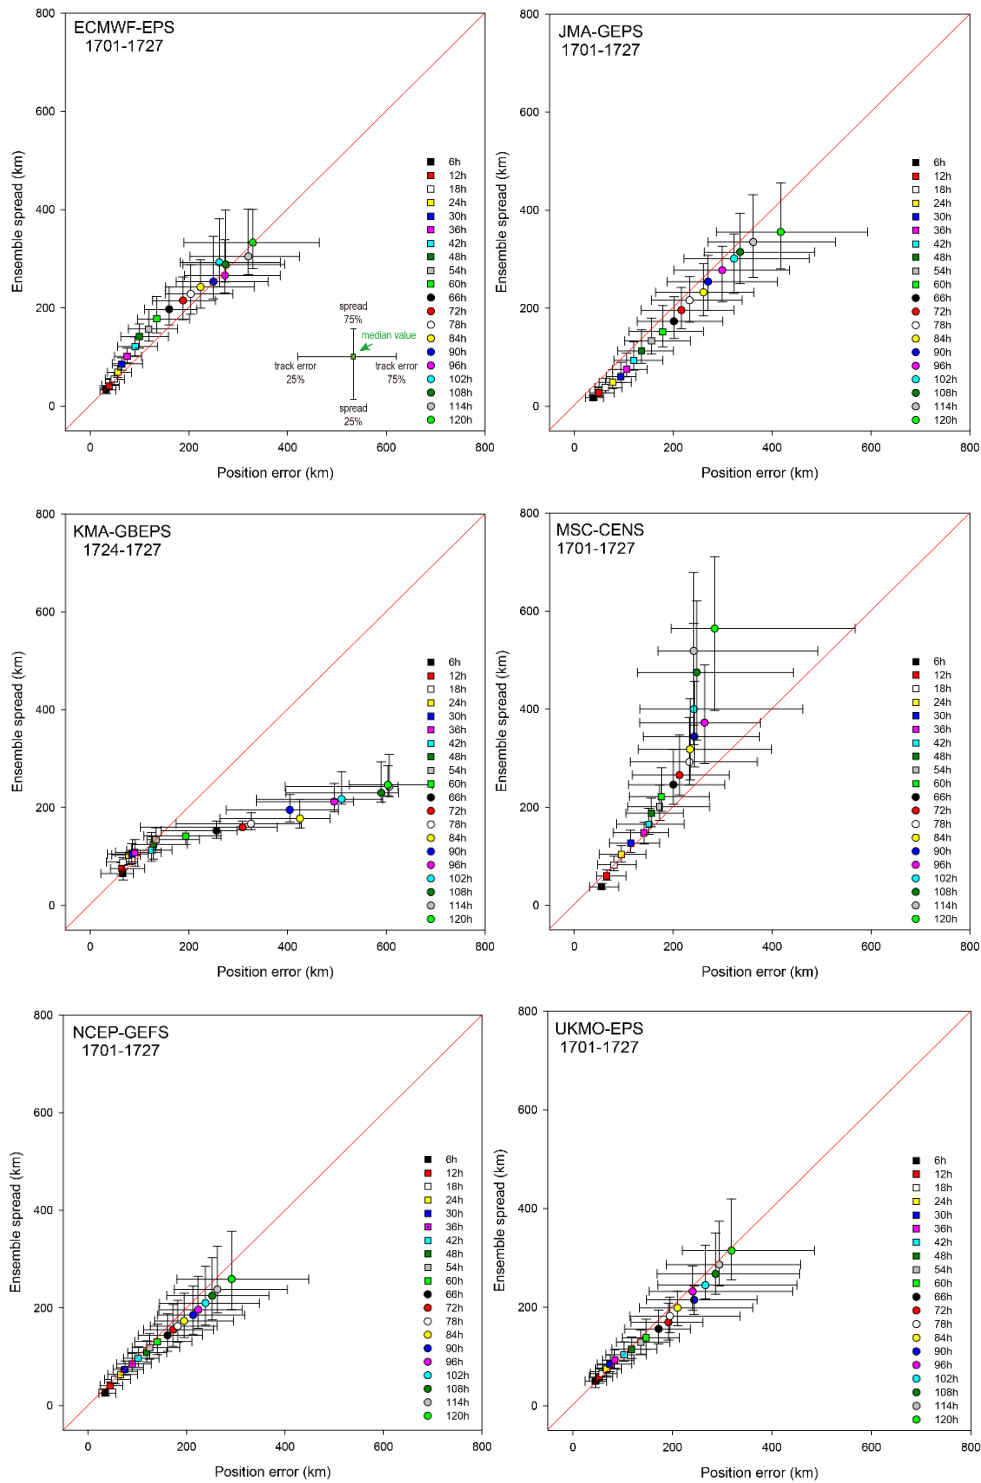 ECMWF-EPS
1701-1727
800
600
400
200
0
Ensemble spread (km)
0
200
400
600
800
Position error (km)
6h
12h
18h
24h
30h
36h
42h
48h
54h
60h
66h
72h
78h
84h
90h
96h
102h
108h
114h
120h
spread
75%
median value
track error
25%
track error
75%
spread
25%
JMA-GEPS
1701-1727
800
600
400
200
0
Ensemble spread (km)
0
200
400
600
800
Position error (km)
6h
12h
18h
24h
30h
36h
42h
48h
54h
60h
66h
72h
78h
84h
90h
96h
102h
108h
114h
120h
KMA-GBEPS
1724-1727
800
600
400
200
0
Ensemble spread (km)
0
200
400
600
800
Position error (km)
6h
12h
18h
24h
30h
36h
42h
48h
54h
60h
66h
72h
78h
84h
90h
96h
102h
108h
114h
120h
MSC-CENS
1701-1727
800
600
400
200
0
Ensemble spread (km)
0
200
400
600
800
Position error (km)
6h
12h
18h
24h
30h
36h
42h
48h
54h
60h
66h
72h
78h
84h
90h
96h
102h
108h
114h
120h
NCEP-GEFS
1701-1727
800
600
400
200
0
Ensemble spread (km)
0
200
400
600
800
Position error (km)
6h
12h
18h
24h
30h
36h
42h
48h
54h
60h
66h
72h
78h
84h
90h
96h
102h
108h
114h
120h
UKMO-EPS
1701-1727
800
600
400
200
0
Ensemble spread (km)
0
200
400
600
800
Position error (km)
6h
12h
18h
24h
30h
36h
42h
48h
54h
60h
66h
72h
78h
84h
90h
96h
102h
108h
114h
120h